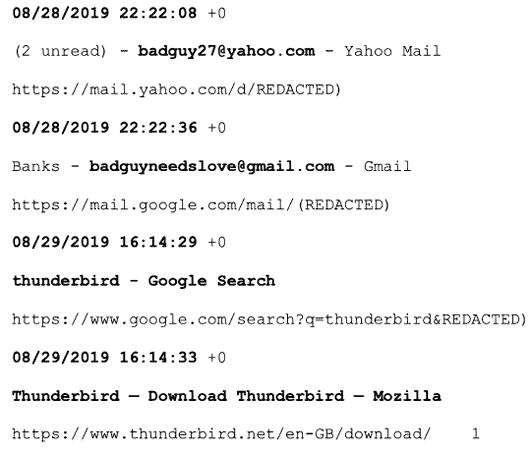 08/28/2019 22:22:08 +0
(2 unread) - badguy27@yahoo.com - Yahoo Mail
https://mail.yahoo.com/d/REDACTED)
08/28/2019 22:22:36 +0
Banks - badguyneedslove@gmail.com - Gmail
https://mail.google.com/mail/(REDACTED)
08/29/2019 16:14:29 +0
thunderbird - Google Search
https://www.google.com/search?q=thunderbird&REDACTED)
08/29/2019 16:14:33 +0
Thunderbird — Download Thunderbird — Mozilla
https://www.thunderbird.net/en-GB/download/ 1